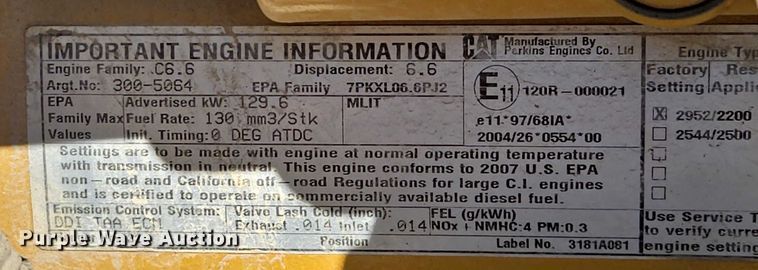 IMPORTANT ENGINE INFORMATION CAT Manufactured By Perkins Engines Co. Ltd
Engine Family: C6.6 Displacement: 6.6
Argt.No: 300-5064 EPA Family 7PKXL06.6PJ2
E11 120R-000021
EPA Family Max Values
Advertised kW: 129.6 MLIT
Fuel Rate: 130 mm3/Stk
Init. Timing: 0 DEG ATDC
e11*97/68IA*
2004/26*0554*00
Settings are to be made with engine at normal operating temperature
with transmission in neutral. This engine conforms to 2007 U.S. EPA
non-road and California off-road Regulations for large C.I. engines
and is certified to operate on commercially available diesel fuel.
Emission Control System: DDI TAA ECM
Valve Lash Cold (inch):
Exhaust .014 Inlet .014
FEL (g/kWh)
NOx + NMHC:4 PM:0.3
Position Label No. 3181A081
Engine Typ
Factory Setting
Res
Appli
X 2952/2200
2544/2500
Use Service T
to verify curre
engine setting
Purple Wave Auction